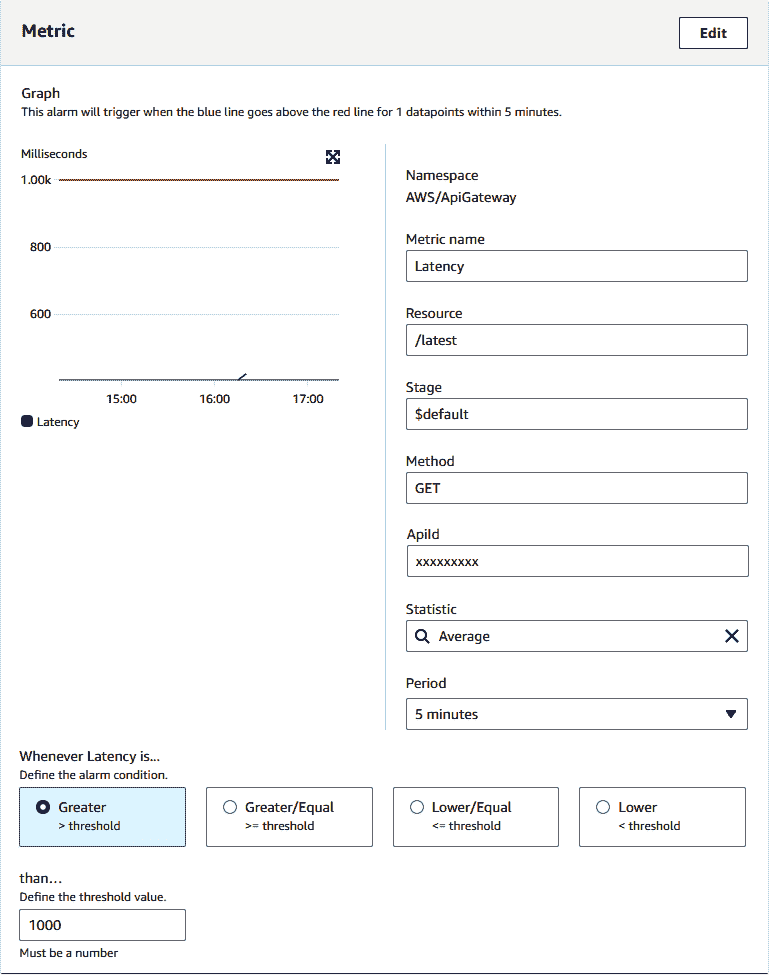 Metric
Edit
Graph
This alarm will trigger when the blue line goes above the red line for 1 datapoints within 5 minutes.
Milliseconds
1.00k
800
600
15:00 16:00 17:00
Latency
Namespace
AWS/ApiGateway
Metric name
Latency
Resource
/latest
Stage
$default
Method
GET
ApiId
xxxxxxxxx
Statistic
Average
Period
5 minutes
Whenever Latency is...
Define the alarm condition.
Greater
> threshold
Greater/Equal
>= threshold
Lower/Equal
<= threshold
Lower
< threshold
than...
Define the threshold value.
1000
Must be a number